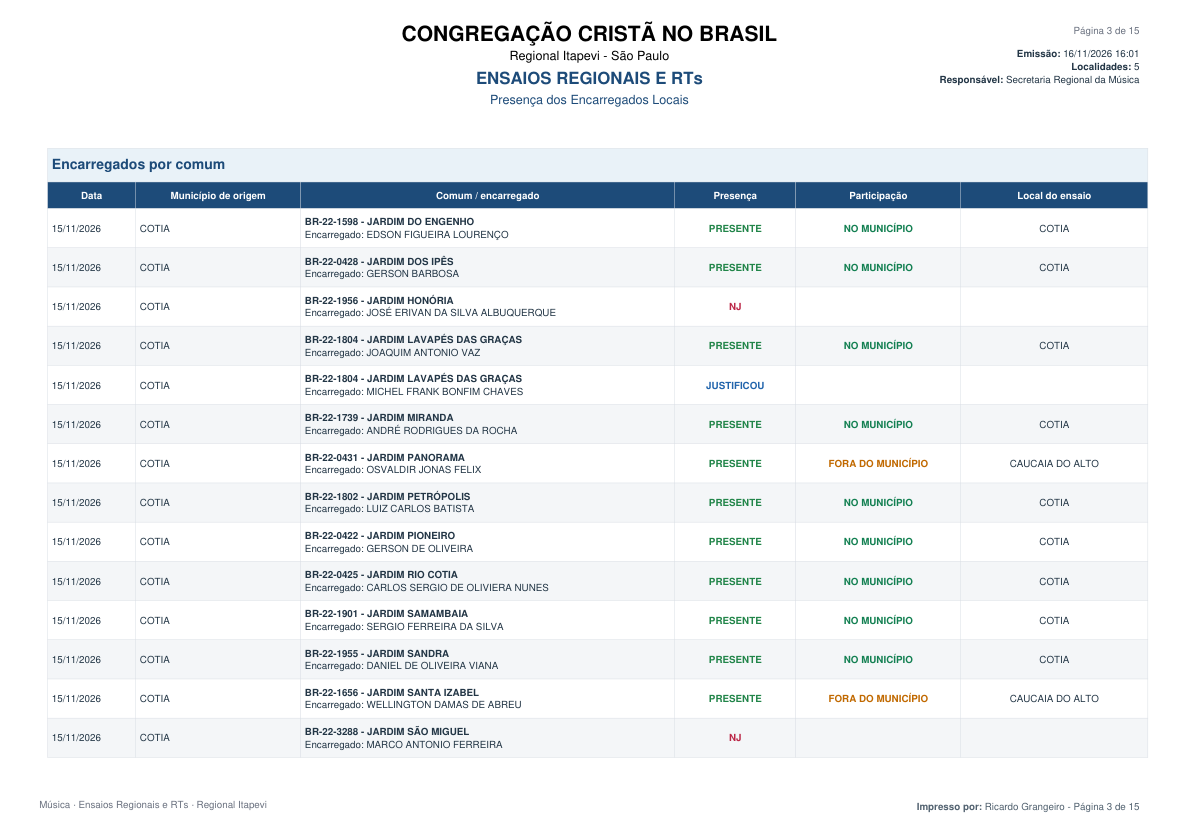 CONGREGAÇÃO CRISTÃ NO BRASIL
Regional Itapevi - São Paulo
ENSAIOS REGIONAIS E RTs
Presença dos Encarregados Locais
Página 3 de 15
Emissão: 16/11/2026 16:01
Localidades: 5
Responsável: Secretaria Regional da Música
Encarregados por comum
Data Município de origem Comum / encarregado Presença Participação Local do ensaio
15/11/2026 COTIA BR-22-1598 - JARDIM DO ENGENHO PRESENTE NO MUNICÍPIO COTIA
Encarregado: EDSON FIGUEIRA LOURENÇO
15/11/2026 COTIA BR-22-0428 - JARDIM DOS IPÊS PRESENTE NO MUNICÍPIO COTIA
Encarregado: GERSON BARBOSA
15/11/2026 COTIA BR-22-1956 - JARDIM HONÓRIA NJ
Encarregado: JOSÉ ERIVAN DA SILVA ALBUQUERQUE
15/11/2026 COTIA BR-22-1804 - JARDIM LAVAPÉS DAS GRAÇAS PRESENTE NO MUNICÍPIO COTIA
Encarregado: JOAQUIM ANTONIO VAZ
15/11/2026 COTIA BR-22-1804 - JARDIM LAVAPÉS DAS GRAÇAS JUSTIFICOU
Encarregado: MICHEL FRANK BONFIM CHAVES
15/11/2026 COTIA BR-22-1739 - JARDIM MIRANDA PRESENTE NO MUNICÍPIO COTIA
Encarregado: ANDRÉ RODRIGUES DA ROCHA
15/11/2026 COTIA BR-22-0431 - JARDIM PANORAMA PRESENTE FORA DO MUNICÍPIO CAUCAIA DO ALTO
Encarregado: OSVALDIR JONAS FELIX
15/11/2026 COTIA BR-22-1802 - JARDIM PETRÓPOLIS PRESENTE NO MUNICÍPIO COTIA
Encarregado: LUIZ CARLOS BATISTA
15/11/2026 COTIA BR-22-0422 - JARDIM PIONEIRO PRESENTE NO MUNICÍPIO COTIA
Encarregado: GERSON DE OLIVEIRA
15/11/2026 COTIA BR-22-0425 - JARDIM RIO COTIA PRESENTE NO MUNICÍPIO COTIA
Encarregado: CARLOS SERGIO DE OLIVIERA NUNES
15/11/2026 COTIA BR-22-1901 - JARDIM SAMAMBAIA PRESENTE NO MUNICÍPIO COTIA
Encarregado: SERGIO FERREIRA DA SILVA
15/11/2026 COTIA BR-22-1955 - JARDIM SANDRA PRESENTE NO MUNICÍPIO COTIA
Encarregado: DANIEL DE OLIVEIRA VIANA
15/11/2026 COTIA BR-22-1656 - JARDIM SANTA IZABEL PRESENTE FORA DO MUNICÍPIO CAUCAIA DO ALTO
Encarregado: WELLINGTON DAMAS DE ABREU
15/11/2026 COTIA BR-22-3288 - JARDIM SÃO MIGUEL NJ
Encarregado: MARCO ANTONIO FERREIRA
Música · Ensaios Regionais e RTs · Regional Itapevi
Impresso por: Ricardo Grangeiro - Página 3 de 15